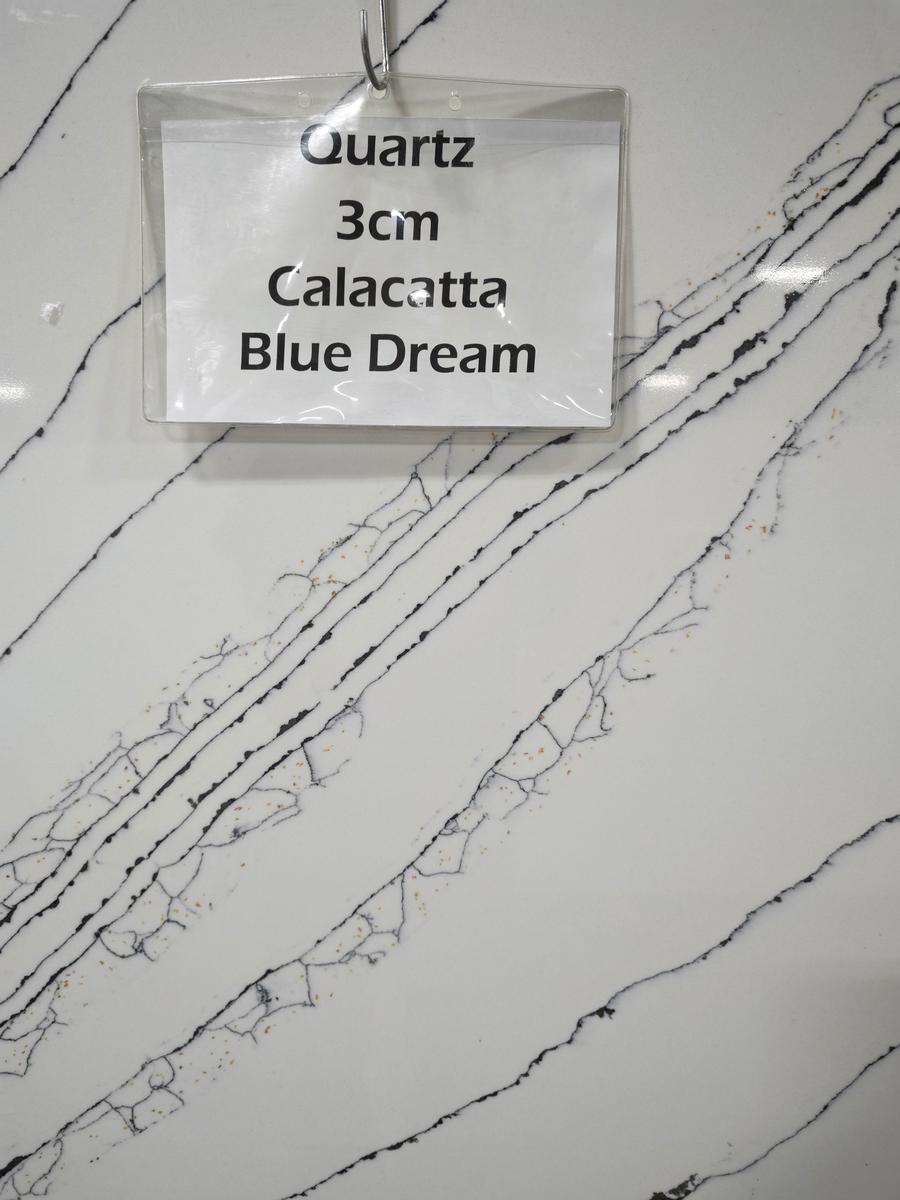 Quartz
3cm
Calacatta
Blue Dream